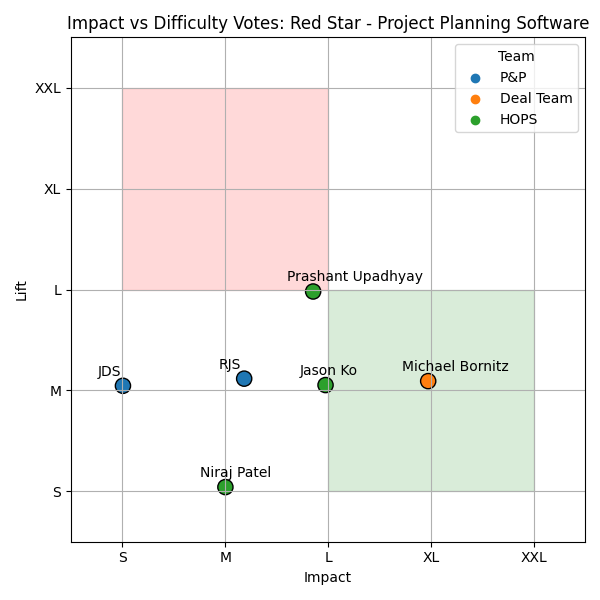 Impact vs Difficulty Votes: Red Star - Project Planning Software
Team
P&P
Deal Team
HOPS
XXL
XL
L
M
S
Lift
Prashant Upadhyay
JDS
RJS
Jason Ko
Michael Bornitz
Niraj Patel
S M L XL XXL
Impact